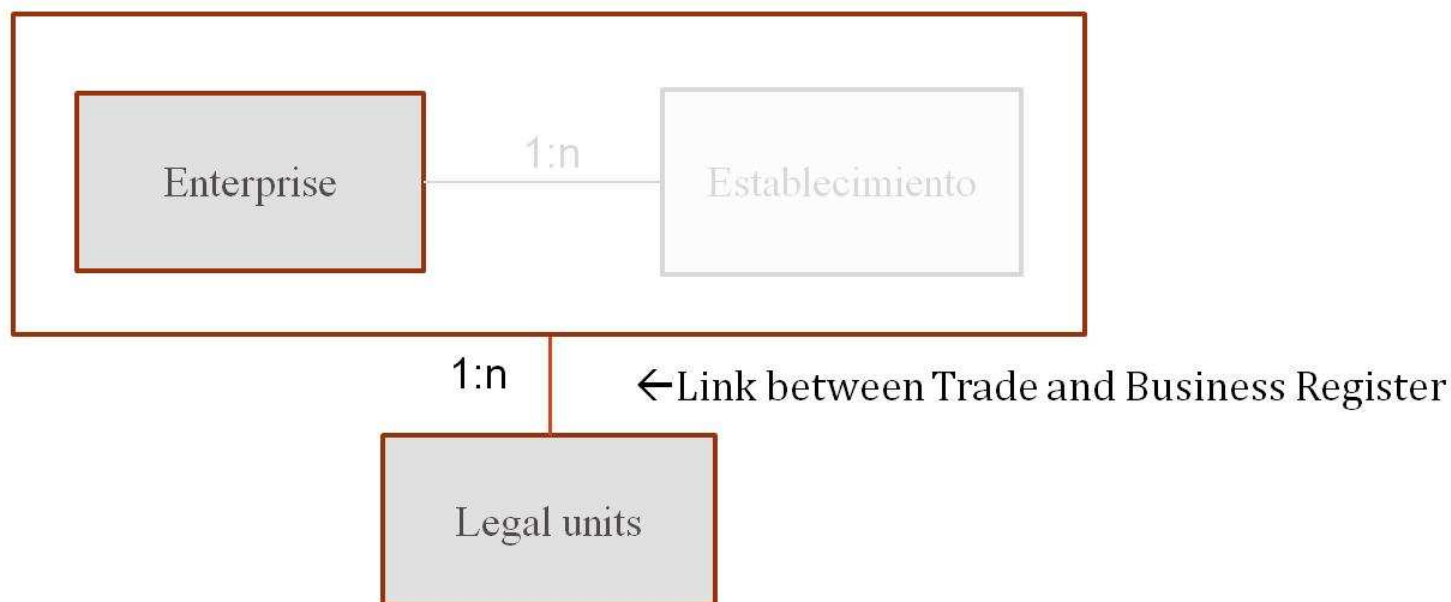 1:n
Enterprise
Establecimiento
1:n
←Link between Trade and Business Register
Legal units